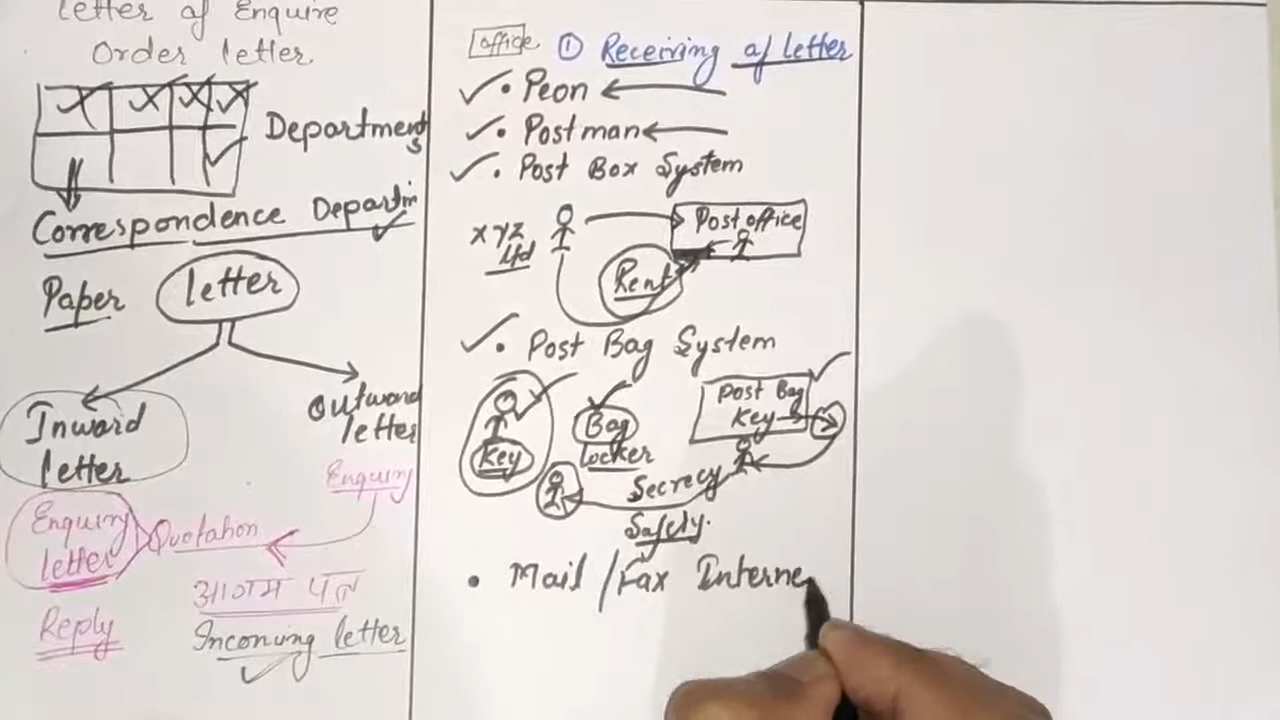 Letter of Enquire
Order letter
Departments
Correspondence Departm
Paper
letter
Inward
letter
Outward
letter
Enquiry
letter
Quotation
Enquiry
Reply
Incoming letter
office
① Receiving of letter
• Peon
• Postman
• Post Box System
xyz
Ltd
Post office
Rent
• Post Bag System
Key
Bag
Locker
Post Bag
Key
Secrecy
Safety.
• Mail / Fax Interne